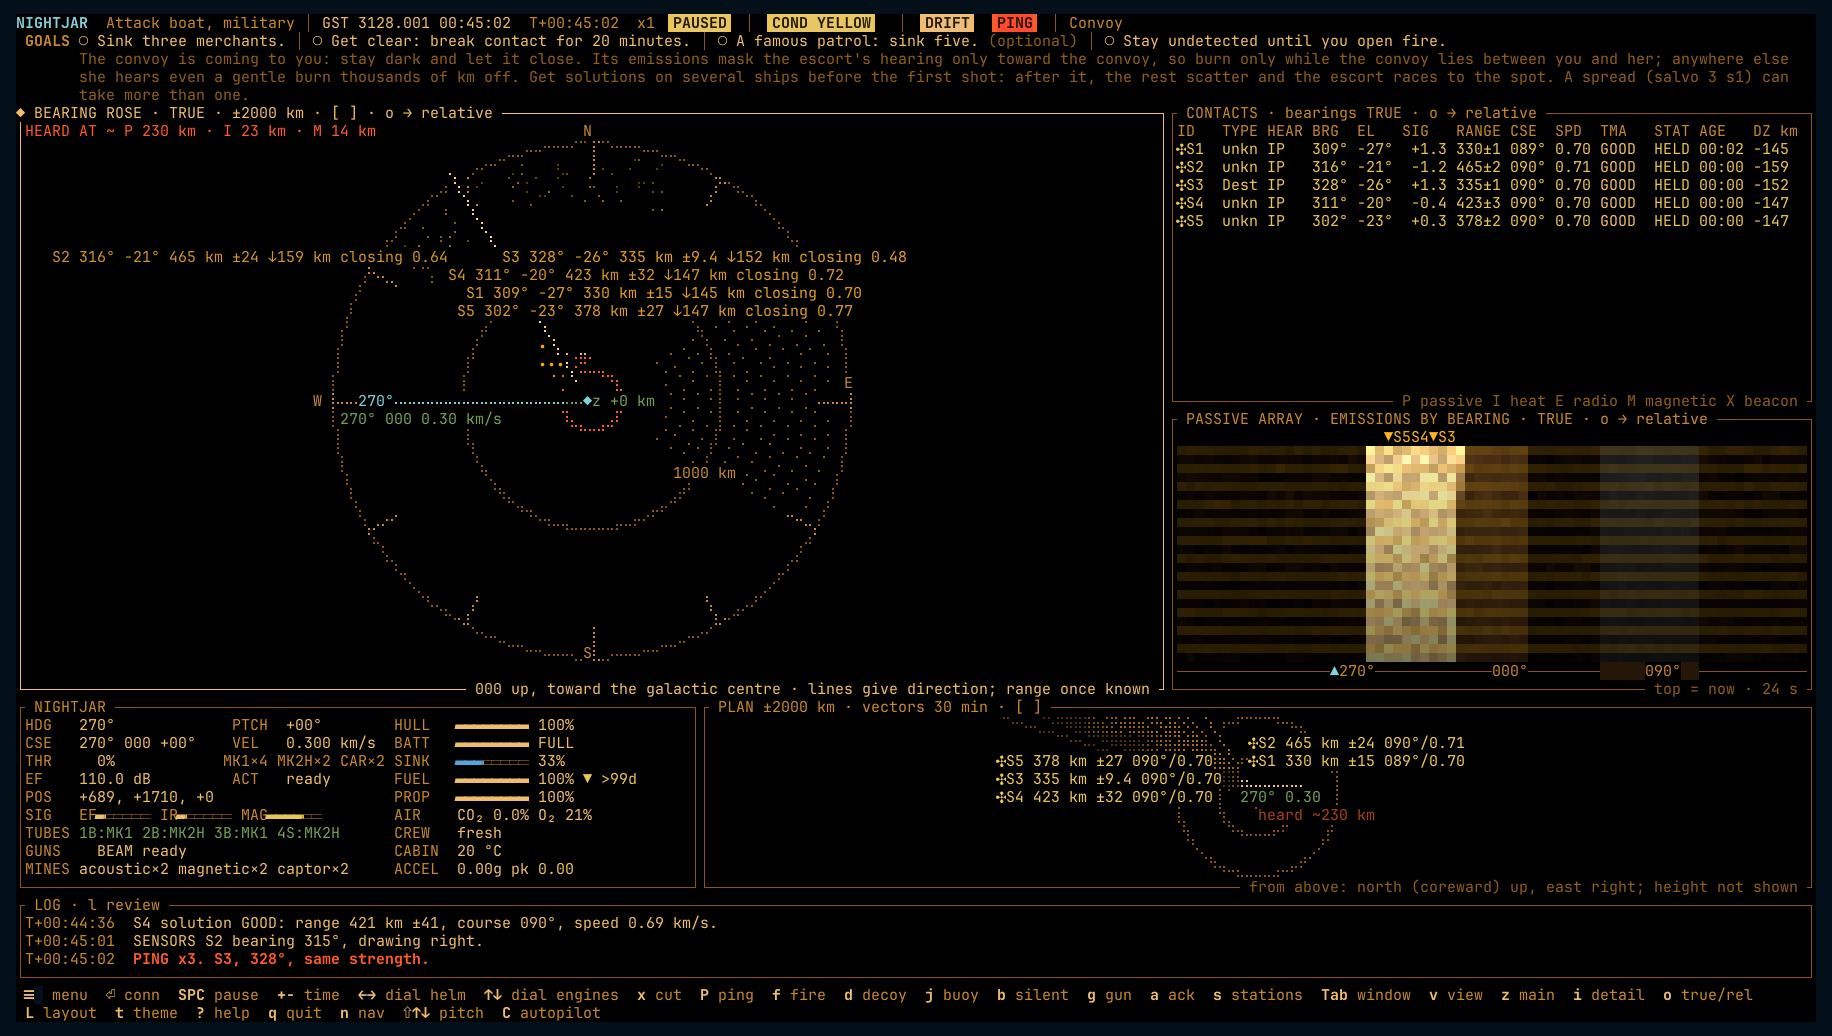 NIGHTJAR Attack boat, military │ GST 3128.001 00:45:02 T+00:45:02 x1 PAUSED │ COND YELLOW │ DRIFT PING │ Convoy
GOALS ○ Sink three merchants. │ ○ Get clear: break contact for 20 minutes. │ ○ A famous patrol: sink five. (optional) │ ○ Stay undetected until you open fire.
The convoy is coming to you: stay dark and let it close. Its emissions mask the escort's hearing only toward the convoy, so burn only while the convoy lies between you and her; anywhere else
she hears even a gentle burn thousands of km off. Get solutions on several ships before the first shot: after it, the rest scatter and the escort races to the spot. A spread (salvo 3 s1) can
take more than one.
◆ BEARING ROSE · TRUE · ±2000 km · [ ] · o → relative
HEARD AT ~ P 230 km · I 23 km · M 14 km
N
S2 316° -21° 465 km ±24 ↓159 km closing 0.64
S3 328° -26° 335 km ±9.4 ↓152 km closing 0.48
S4 311° -20° 423 km ±32 ↓147 km closing 0.72
S1 309° -27° 330 km ±15 ↓145 km closing 0.70
S5 302° -23° 378 km ±27 ↓147 km closing 0.77
E
W 270° ◆z +0 km
270° 000 0.30 km/s
1000 km
S
000 up, toward the galactic centre · lines give direction; range once known
CONTACTS · bearings TRUE · o → relative
ID TYPE HEAR BRG EL SIG RANGE CSE SPD TMA STAT AGE DZ km
✣S1 unkn IP 309° -27° +1.3 330±1 089° 0.70 GOOD HELD 00:02 -145
✣S2 unkn IP 316° -21° -1.2 465±2 090° 0.71 GOOD HELD 00:00 -159
✣S3 Dest IP 328° -26° +1.3 335±1 090° 0.70 GOOD HELD 00:00 -152
✣S4 unkn IP 311° -20° -0.4 423±3 090° 0.70 GOOD HELD 00:00 -147
✣S5 unkn IP 302° -23° +0.3 378±2 090° 0.70 GOOD HELD 00:00 -147
P passive I heat E radio M magnetic X beacon
PASSIVE ARRAY · EMISSIONS BY BEARING · TRUE · o → relative
▼S5S4▼S3
▲270° 000° 090°
top = now · 24 s
NIGHTJAR
HDG 270° PTCH +00° HULL 100%
CSE 270° 000 +00° VEL 0.300 km/s BATT FULL
THR 0% MK1×4 MK2H×2 CAR×2 SINK 33%
EF 110.0 dB ACT ready FUEL 100% ▼ >99d
POS +689, +1710, +0 PROP 100%
SIG EF IR MAG AIR CO₂ 0.0% O₂ 21%
TUBES 1B:MK1 2B:MK2H 3B:MK1 4S:MK2H CREW fresh
GUNS BEAM ready CABIN 20 °C
MINES acoustic×2 magnetic×2 captor×2 ACCEL 0.00g pk 0.00
PLAN ±2000 km · vectors 30 min · [ ]
✣S2 465 km ±24 090°/0.71
✣S5 378 km ±27 090°/0.70 ✣S1 330 km ±15 089°/0.70
✣S3 335 km ±9.4 090°/0.70
✣S4 423 km ±32 090°/0.70 270° 0.30
heard ~230 km
from above: north (coreward) up, east right; height not shown
LOG · l review
T+00:44:36 S4 solution GOOD: range 421 km ±41, course 090°, speed 0.69 km/s.
T+00:45:01 SENSORS S2 bearing 315°, drawing right.
T+00:45:02 PING x3. S3, 328°, same strength.
≡ menu ⏎ conn SPC pause +- time ↔ dial helm ↑↓ dial engines x cut P ping f fire d decoy j buoy b silent g gun a ack s stations Tab window v view z main i detail o true/rel
L layout t theme ? help q quit n nav ⇧↑↓ pitch C autopilot